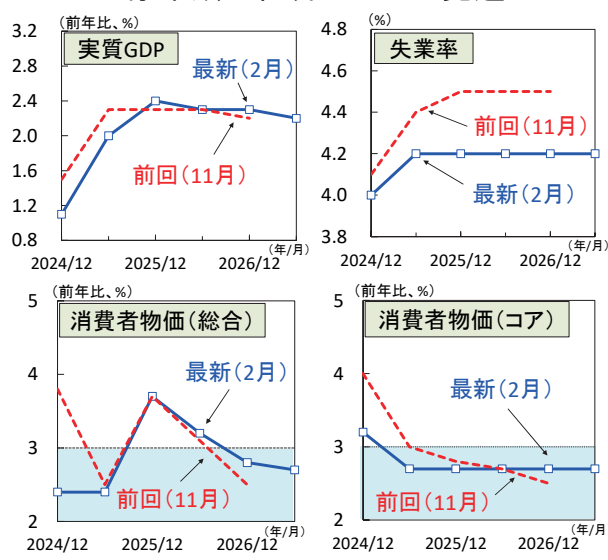 (前年比、%)
実質GDP
3.2
2.8
2.4
2.0
1.6
1.2
0.8
最新(2月)
前回(11月)
(年/月)
2024/12
2025/12
2026/12
(%)
失業率
4.8
4.6
4.4
4.2
4.0
3.8
前回(11月)
最新(2月)
(年/月)
2024/12
2025/12
2026/12
(前年比、%)
消費者物価(総合)
5
4
3
2
最新(2月)
前回(11月)
(年/月)
2024/12
2025/12
2026/12
(前年比、%)
消費者物価(コア)
5
4
3
2
最新(2月)
前回(11月)
(年/月)
2024/12
2025/12
2026/12